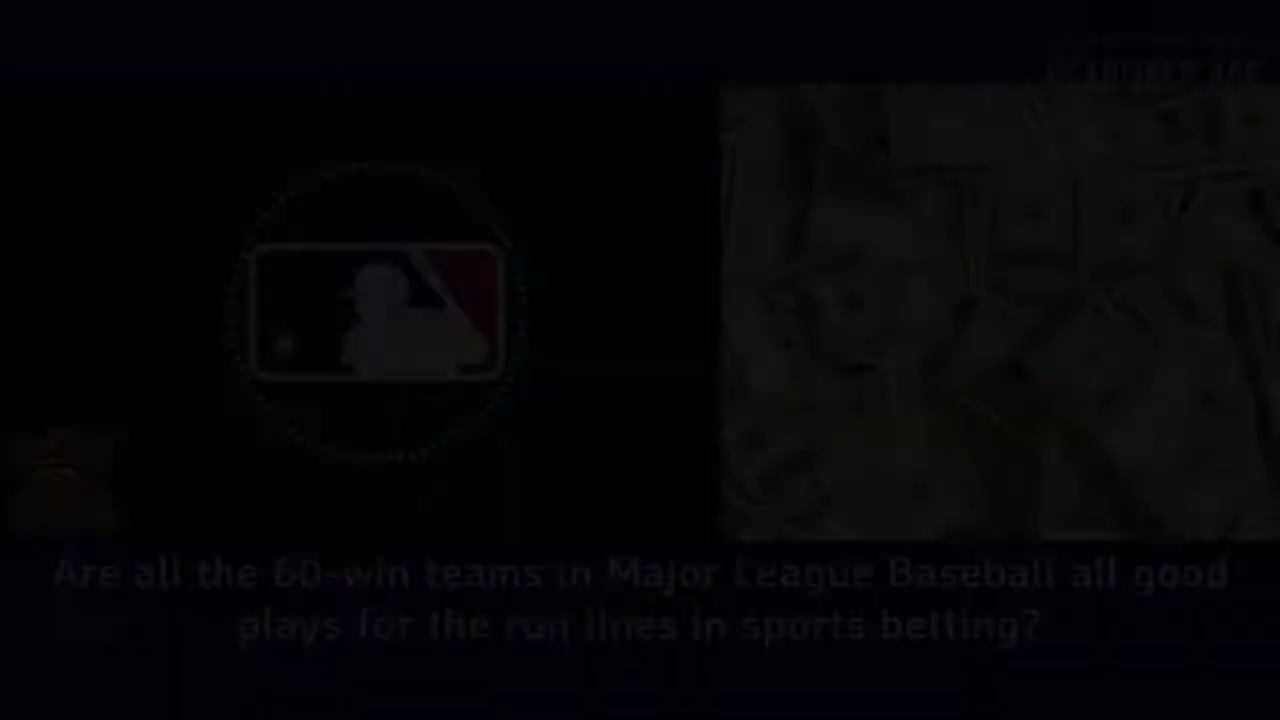 Are all the 60-win teams in Major League Baseball all good
plays for the run lines in sports betting?